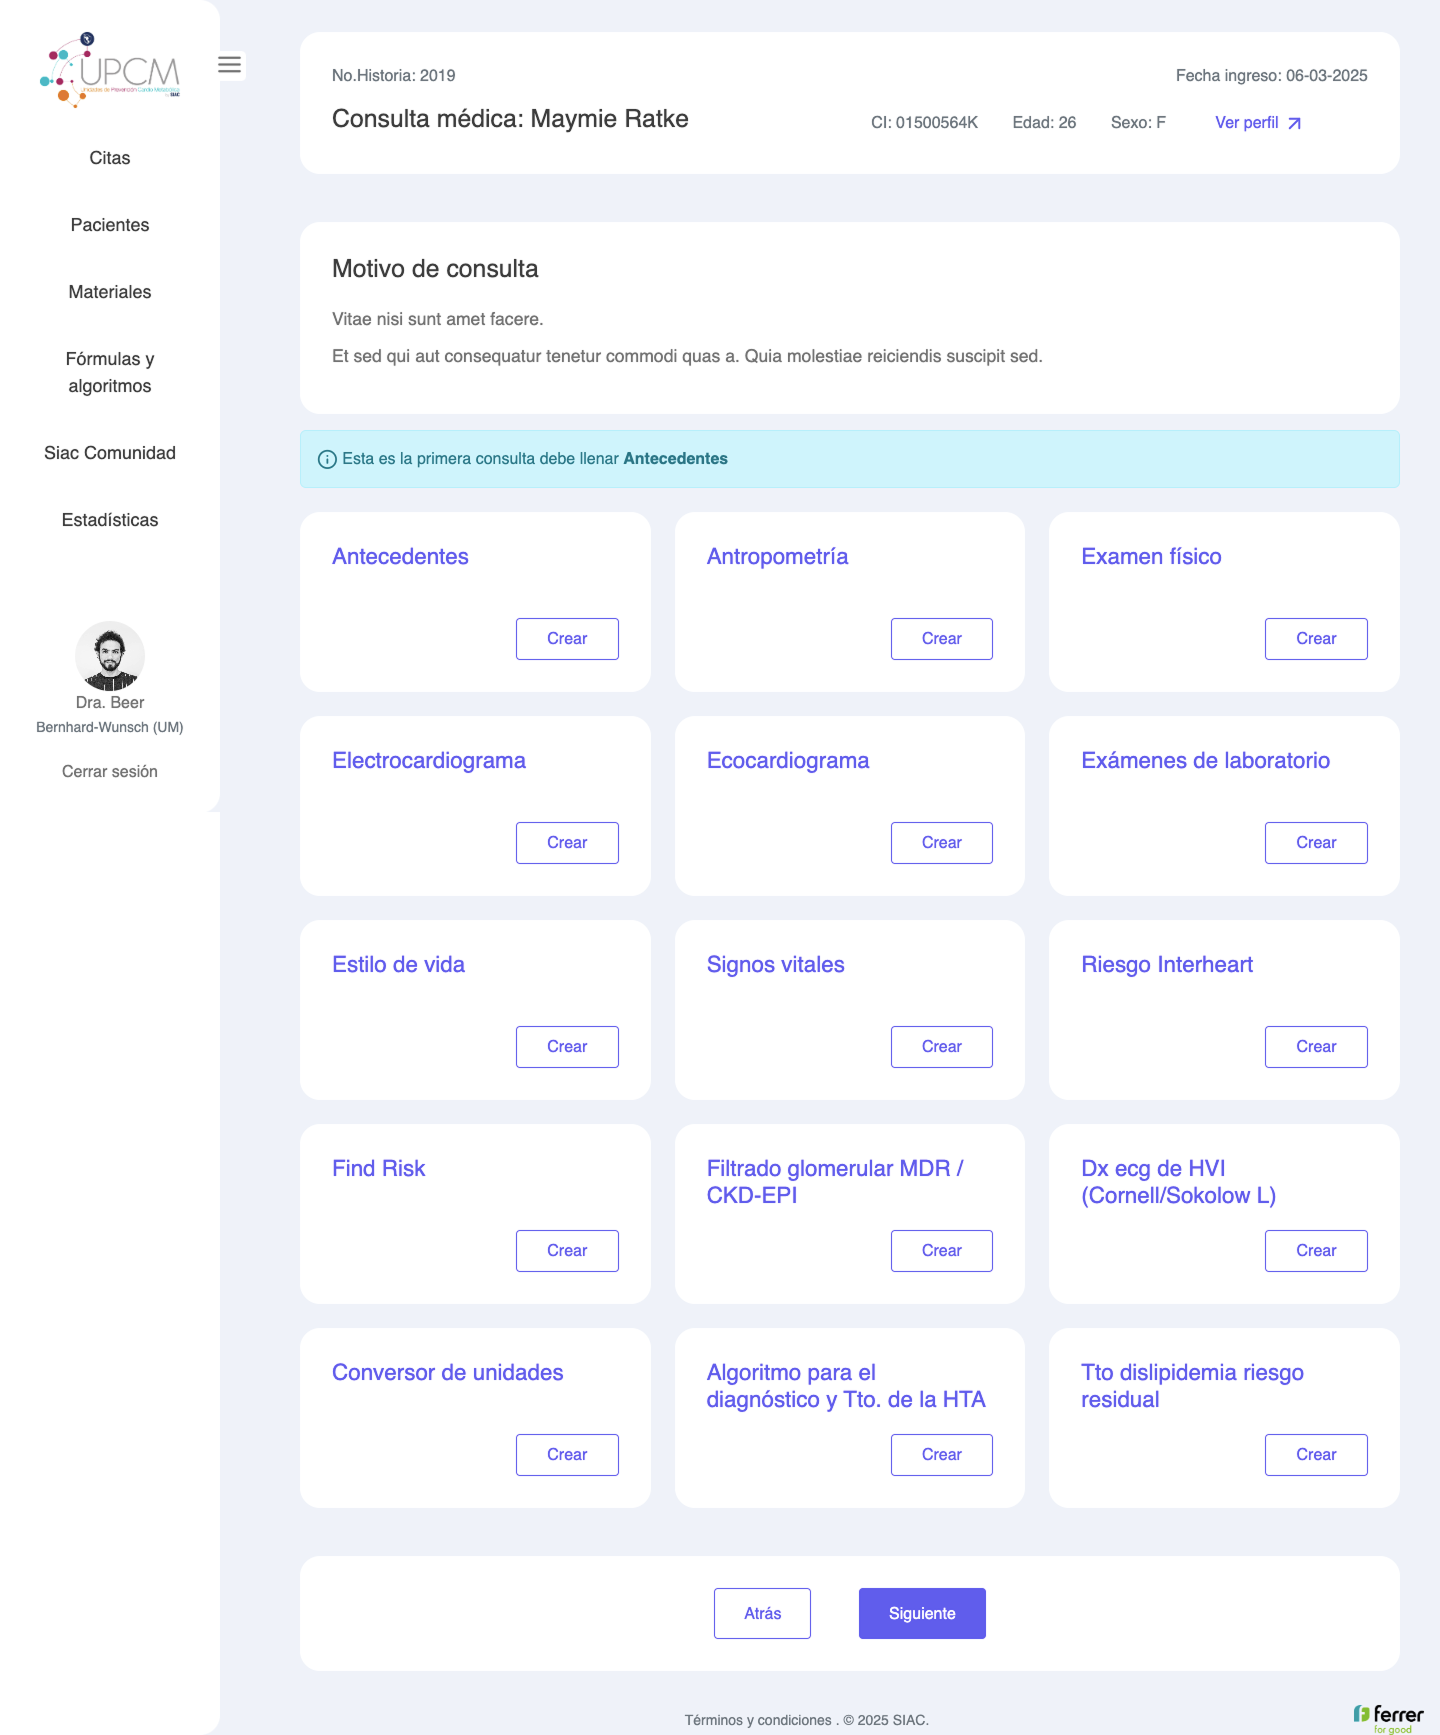 UPCM
Unidades de Prevención Cardio Metabólica
SIAC
Citas
Pacientes
Materiales
Fórmulas y
algoritmos
Siac Comunidad
Estadísticas
Dra. Beer
Bernhard-Wunsch (UM)
Cerrar sesión
No.Historia: 2019
Fecha ingreso: 06-03-2025
Consulta médica: Maymie Ratke
CI: 01500564K
Edad: 26
Sexo: F
Ver perfil
Motivo de consulta
Vitae nisi sunt amet facere.
Et sed qui aut consequatur tenetur commodi quas a. Quia molestiae reiciendis suscipit sed.
Esta es la primera consulta debe llenar Antecedentes
Antecedentes
Crear
Antropometría
Crear
Examen físico
Crear
Electrocardiograma
Crear
Ecocardiograma
Crear
Exámenes de laboratorio
Crear
Estilo de vida
Crear
Signos vitales
Crear
Riesgo Interheart
Crear
Find Risk
Crear
Filtrado glomerular MDR /
CKD-EPI
Crear
Dx ecg de HVI
(Cornell/Sokolow L)
Crear
Conversor de unidades
Crear
Algoritmo para el
diagnóstico y Tto. de la HTA
Crear
Tto dislipidemia riesgo
residual
Crear
Atrás
Siguiente
Términos y condiciones . © 2025 SIAC.
ferrer
for good